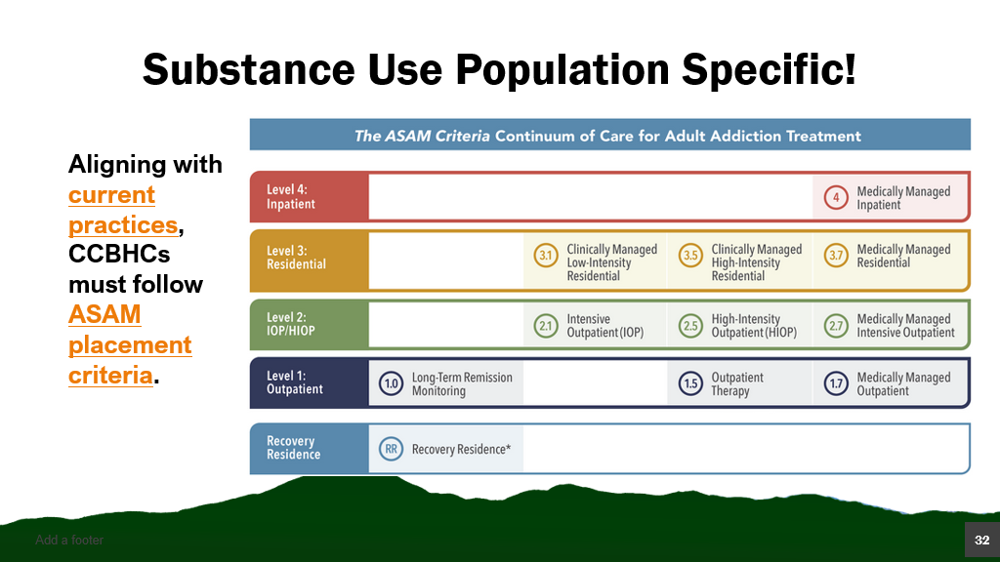 Substance Use Population Specific!
Aligning with
current
practices,
CCBHCs
must follow
ASAM
placement
criteria.
The ASAM Criteria Continuum of Care for Adult Addiction Treatment
Level 4:
Inpatient
4
Medically Managed
Inpatient
Level 3:
Residential
3.1
Clinically Managed
Low-Intensity
Residential
3.5
Clinically Managed
High-Intensity
Residential
3.7
Medically Managed
Residential
Level 2:
IOP/HIOP
2.1
Intensive
Outpatient (IOP)
2.5
High-Intensity
Outpatient (HIOP)
2.7
Medically Managed
Intensive Outpatient
Level 1:
Outpatient
1.0
Long-Term Remission
Monitoring
1.5
Outpatient
Therapy
1.7
Medically Managed
Outpatient
Recovery
Residence
RR
Recovery Residence*
Add a footer
32